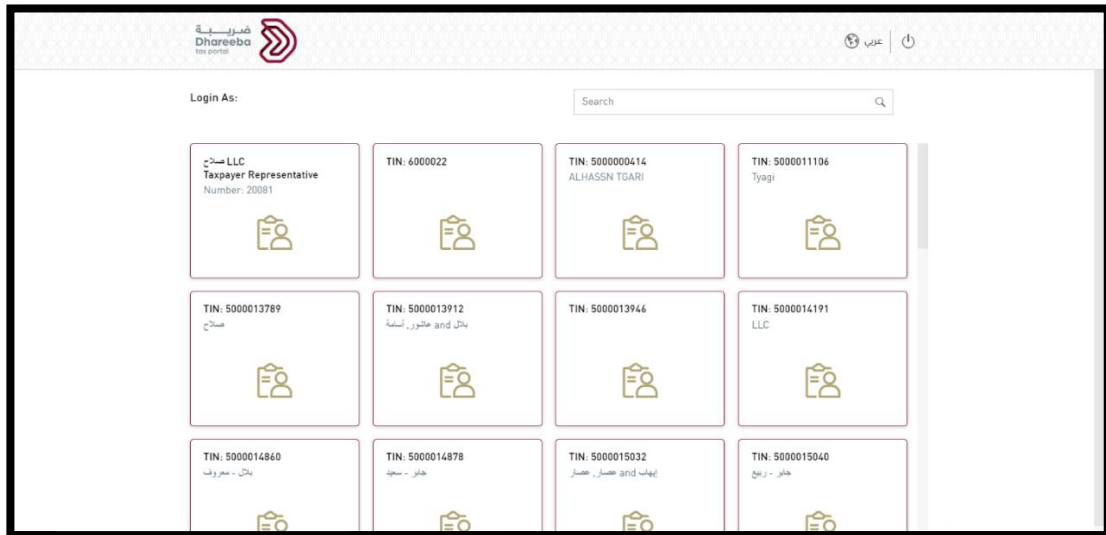 ضريبة
Dhareeba
tax portal
عربي
Login As:
Search
صلاح LLC
Taxpayer Representative
Number: 20081
TIN: 6000022
TIN: 5000000414
ALHASSN TGARI
TIN: 5000011106
Tyagi
TIN: 5000013789
صلاح
TIN: 5000013912
بلال and عاشور, أسامة
TIN: 5000013946
TIN: 5000014191
LLC
TIN: 5000014860
بلال - معروف
TIN: 5000014878
جابر - سعيد
TIN: 5000015032
إيهاب and عصار, عصار
TIN: 5000015040
جابر - ربيع